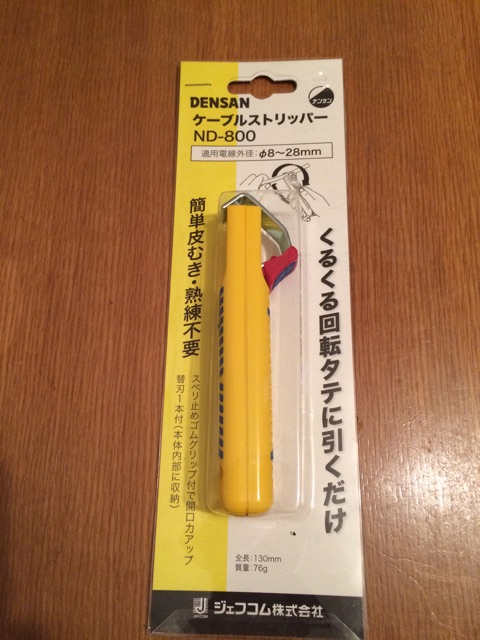 DENSAN
デンサン
ケーブルストリッパー
ND-800
適用電線外径:φ8〜28mm
くるくる回転タテに引くだけ
簡単皮むき・熟練不要
スベリ止めゴムグリップ付で開口力アップ
替刃1本付(本体内部に収納)
全長:130mm
質量:76g
JEFCOM
ジェフコム株式会社